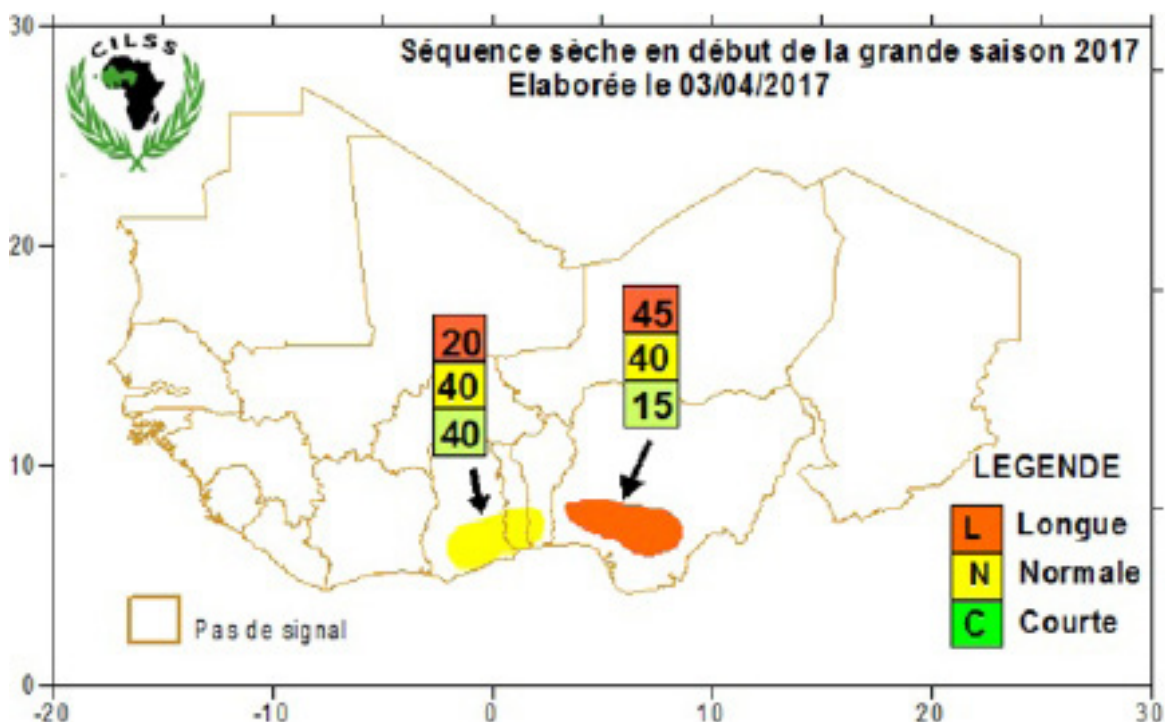 30
CILSS
Séquence sèche en début de la grande saison 2017
Elaborée le 03/04/2017
20
45
20
40
40
15
40
10
LEGENDE
L Longue
N Normale
C Courte
Pas de signal
0
-20 -10 0 10 20 30